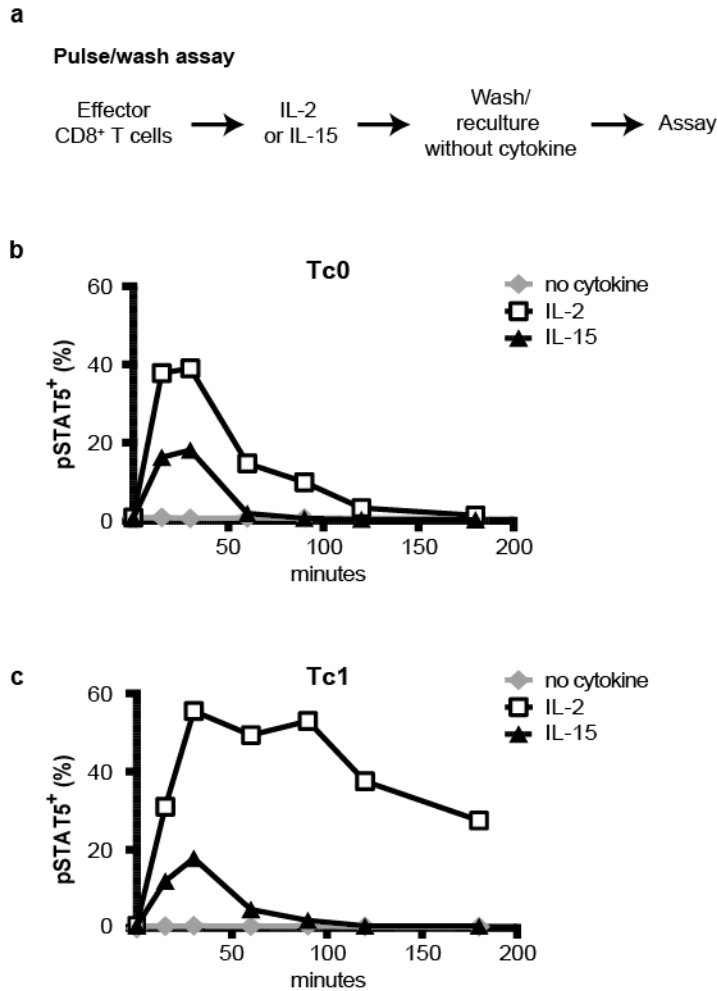 a
Pulse/wash assay
Effector
CD8⁺ T cells
IL-2
or IL-15
Wash/
reculture
without cytokine
Assay
b
Tc0
60
40
20
0
pSTAT5⁺ (%)
50
100
150
200
minutes
no cytokine
IL-2
IL-15
c
Tc1
60
40
20
0
pSTAT5⁺ (%)
50
100
150
200
minutes
no cytokine
IL-2
IL-15